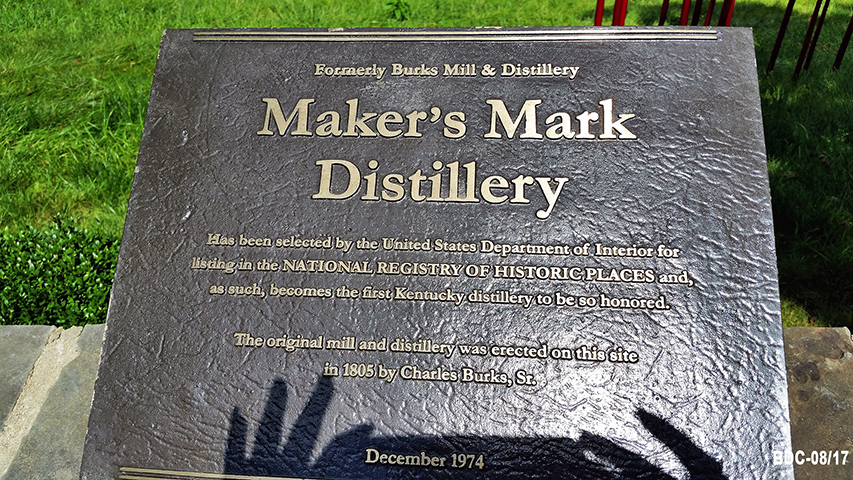 Formerly Burks Mill & Distillery
Maker's Mark
Distillery
Has been selected by the United States Department of Interior for
listing in the NATIONAL REGISTRY OF HISTORIC PLACES and,
as such, becomes the first Kentucky distillery to be so honored.
The original mill and distillery was erected on this site
in 1805 by Charles Burks, Sr.
December 1974
BDC-08/17